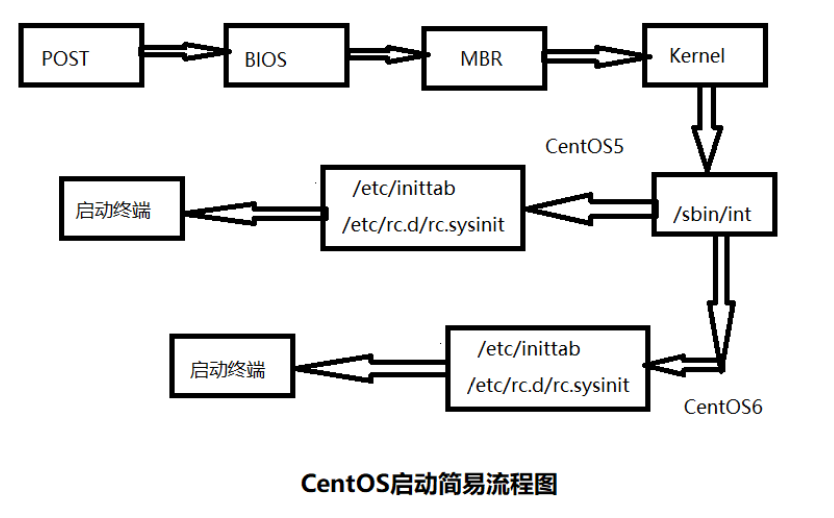 POST
BIOS
MBR
Kernel
CentOS5
/sbin/int
/etc/inittab
/etc/rc.d/rc.sysinit
启动终端
CentOS6
/etc/inittab
/etc/rc.d/rc.sysinit
启动终端
CentOS启动简易流程图